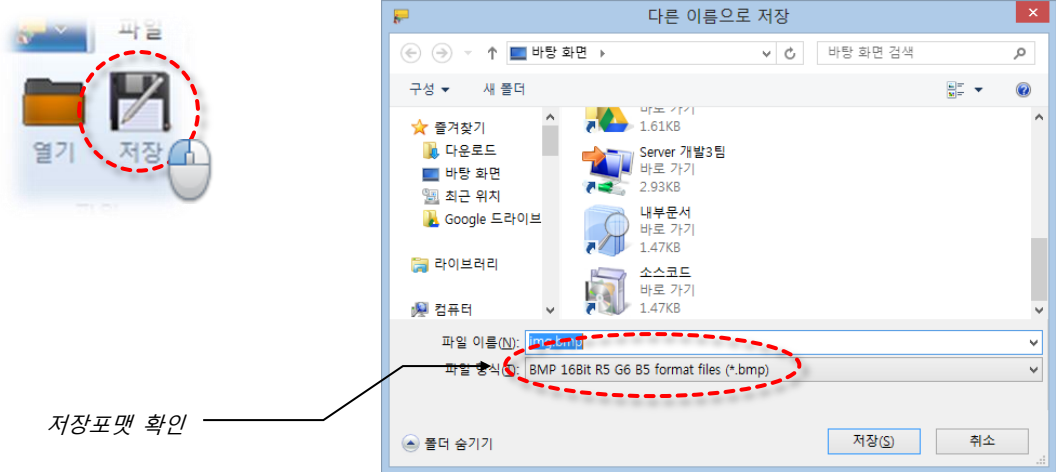 파일
열기
저장
다른 이름으로 저장
바탕 화면
바탕 화면 검색
구성
새 폴더
즐겨찾기
다운로드
바탕 화면
최근 위치
Google 드라이브
라이브러리
컴퓨터
바로 가기
1.61KB
Server 개발3팀
바로 가기
2.93KB
내부문서
바로 가기
1.47KB
소스코드
바로 가기
1.47KB
파일 이름(N): img.bmp
파일 형식(T): BMP 16Bit R5 G6 B5 format files (*.bmp)
저장포맷 확인
폴더 숨기기
저장(S)
취소